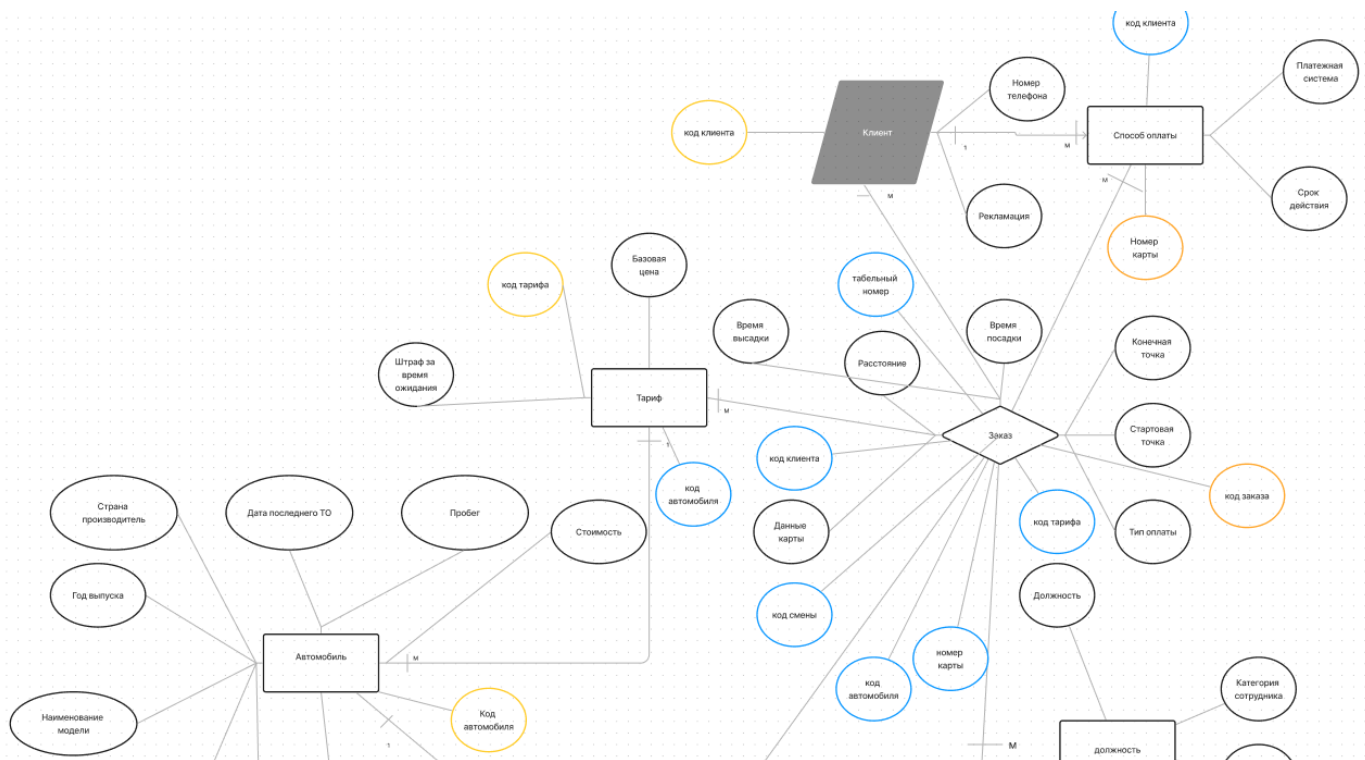 код клиента
Платежная
система
Номер
телефона
код клиента
Клиент
Способ оплаты
1
м
м
м
Срок
действия
Рекламация
Номер
карты
Базовая
цена
код тарифа
табельный
номер
Время
высадки
Время
посадки
Конечная
точка
Штраф за
время
ожидания
Расстояние
Тариф
м
Заказ
Стартовая
точка
1
код клиента
код
автомобиля
код заказа
Страна
производитель
Дата последнего ТО
Пробег
Стоимость
Данные
карты
код тарифа
Тип оплаты
Год выпуска
Должность
код смены
Автомобиль
м
номер
карты
код
автомобиля
Категория
сотрудника
Наименование
модели
Код
автомобиля
1
М
должность